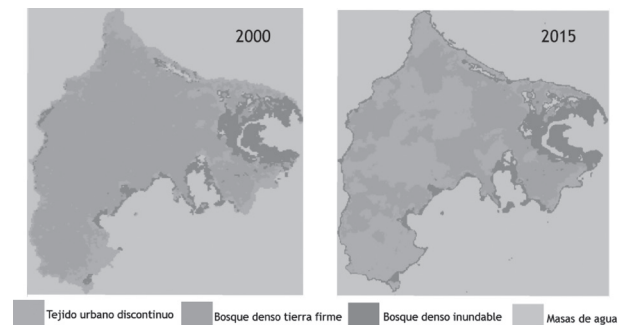 2000
2015
Tejido urbano discontinuo
Bosque denso tierra firme
Bosque denso inundable
Masas de agua